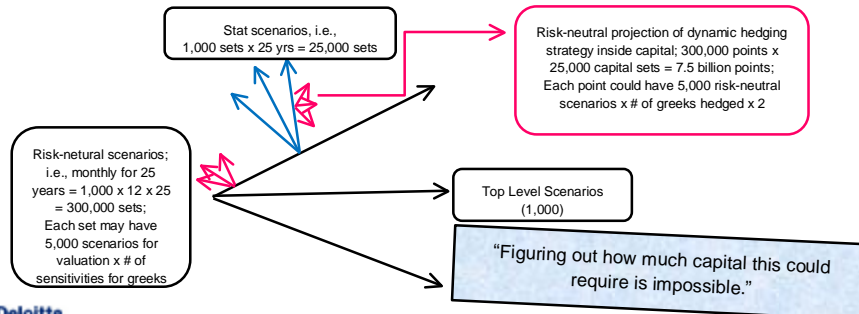 Stat scenarios, i.e.,
1,000 sets x 25 yrs = 25,000 sets
Risk-neutral projection of dynamic hedging
strategy inside capital; 300,000 points x
25,000 capital sets = 7.5 billion points;
Each point could have 5,000 risk-neutral
scenarios x # of greeks hedged x 2
Risk-netural scenarios;
i.e., monthly for 25
years = 1,000 x 12 x 25
= 300,000 sets;
Each set may have
5,000 scenarios for
valuation x # of
sensitivities for greeks
Top Level Scenarios
(1,000)
“Figuring out how much capital this could
require is impossible.”
Deloitte